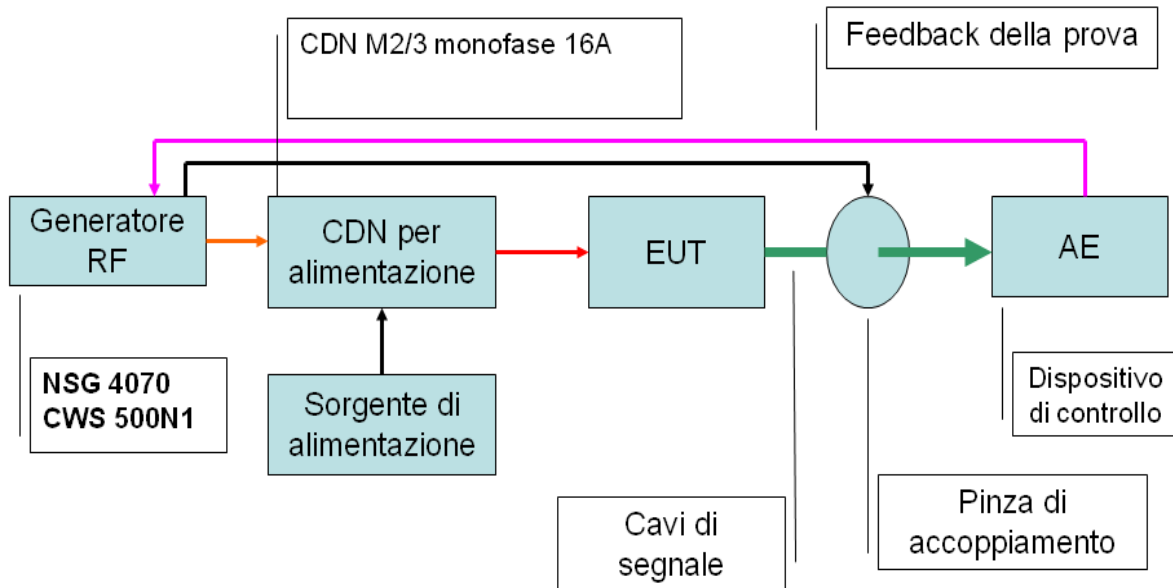 CDN M2/3 monofase 16A
Feedback della prova
Generatore
RF
CDN per
alimentazione
EUT
AE
NSG 4070
CWS 500N1
Sorgente di
alimentazione
Dispositivo
di controllo
Cavi di
segnale
Pinza di
accoppiamento